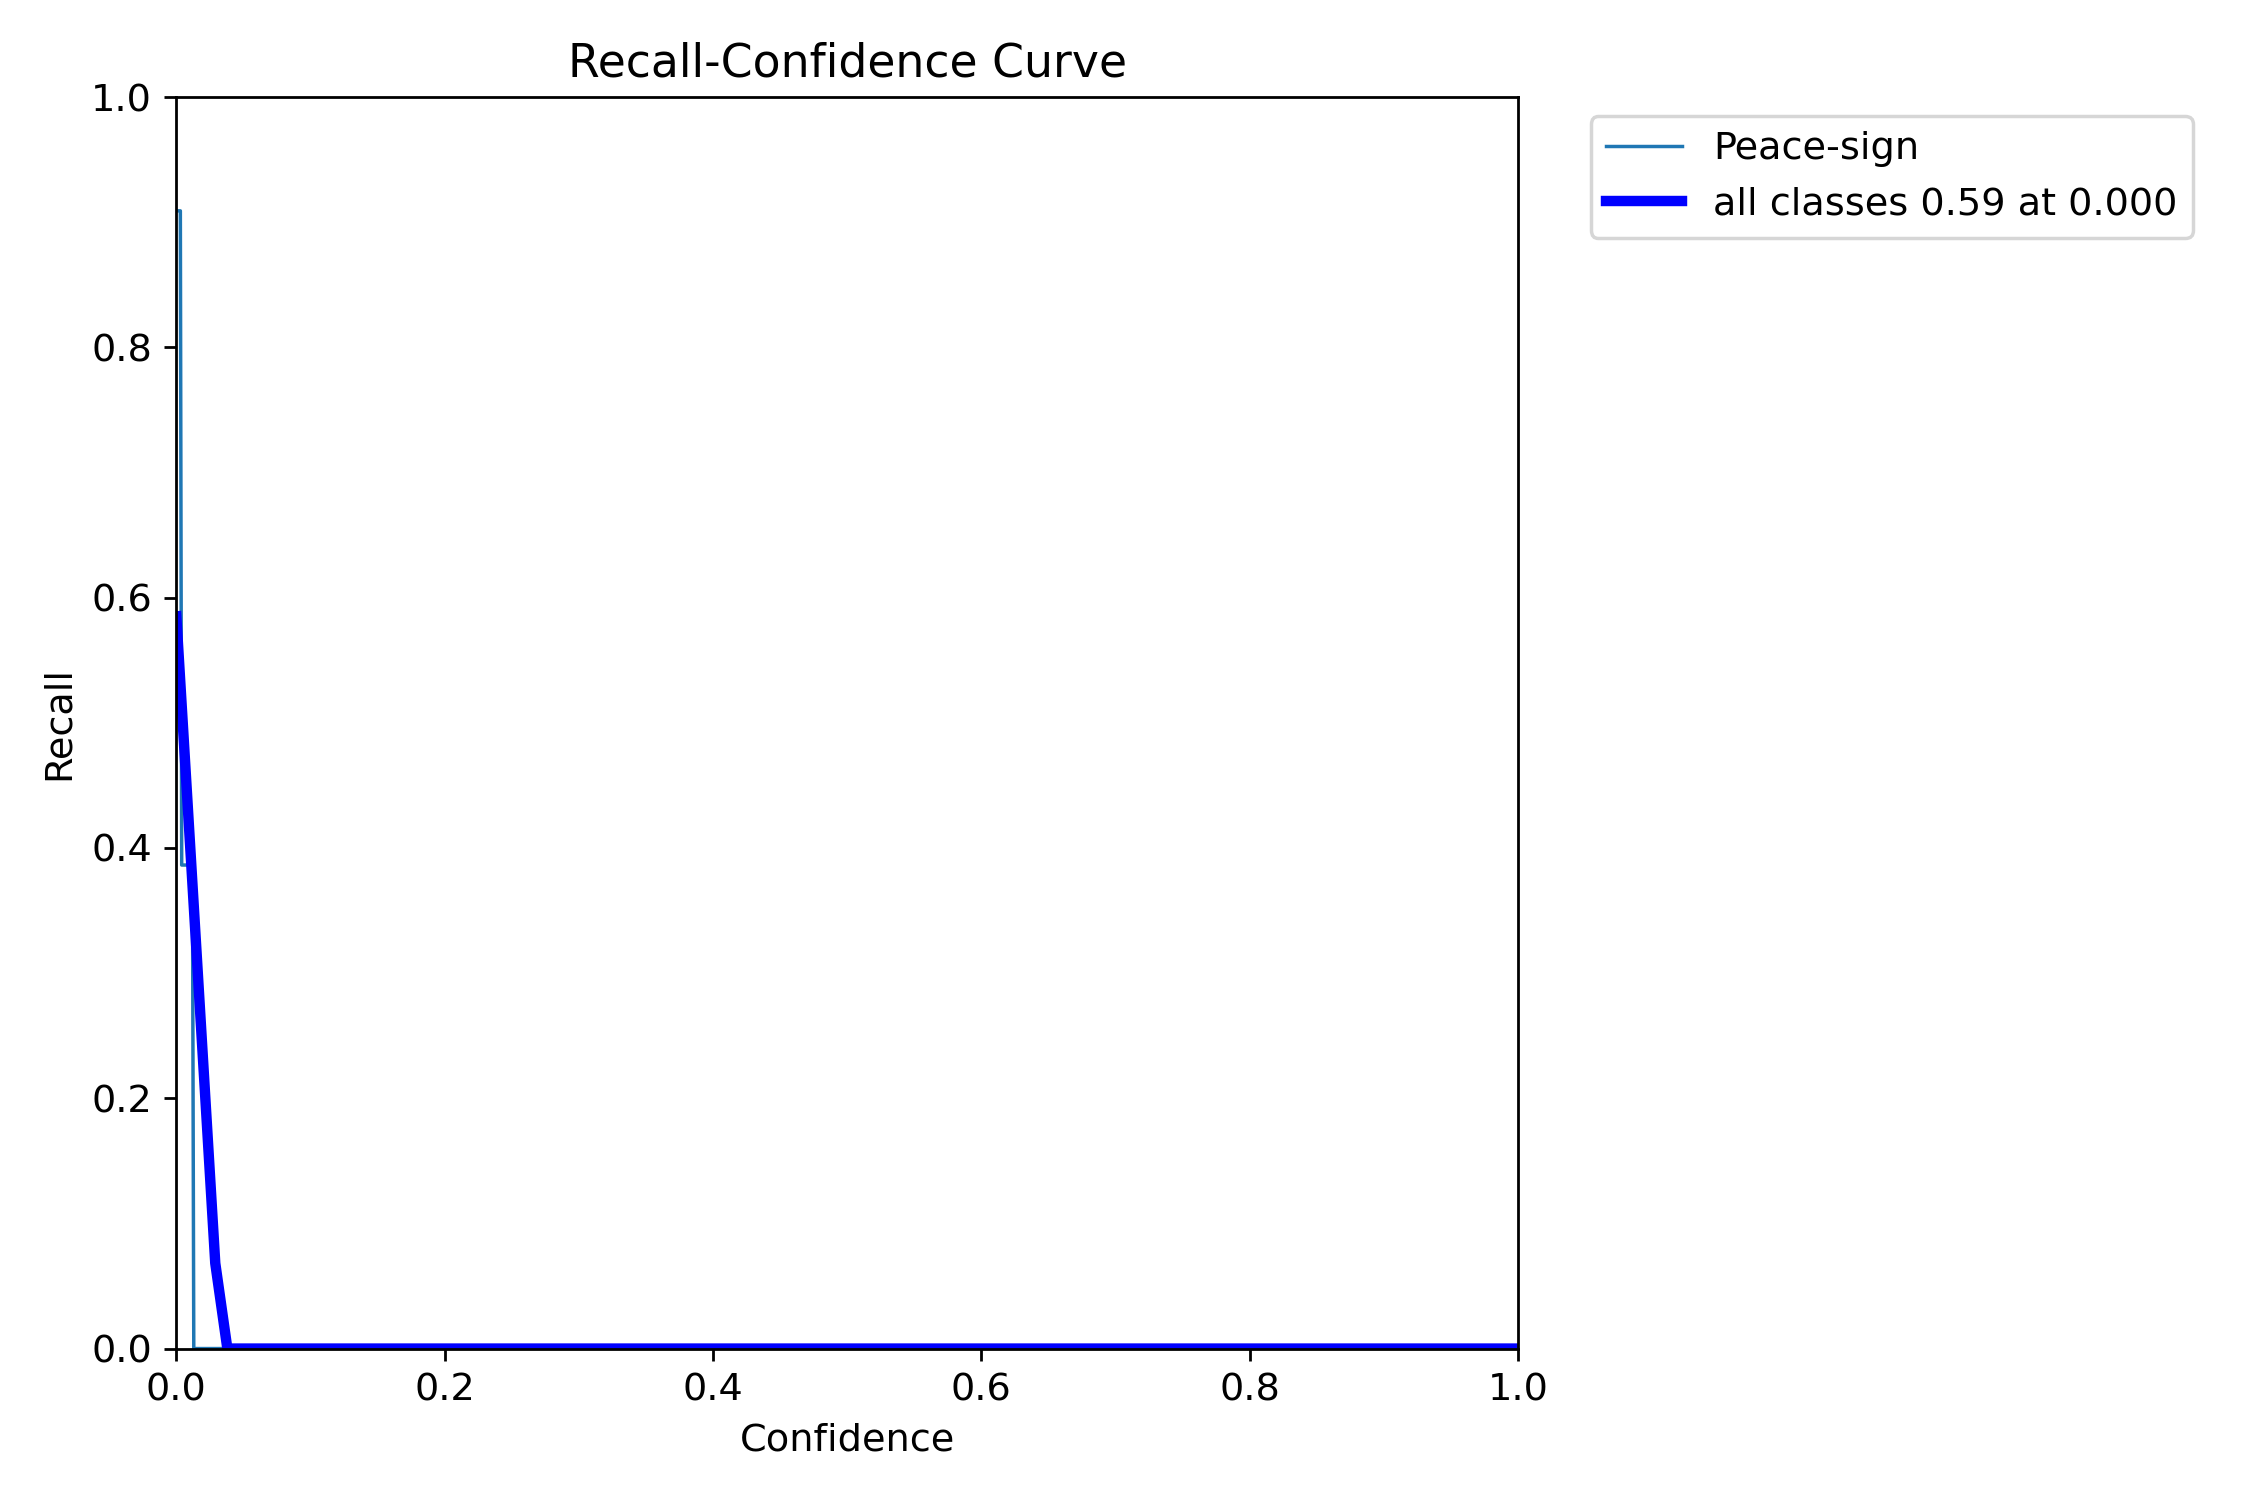 Recall-Confidence Curve
1.0
0.8
0.6
0.4
0.2
0.0
Recall
0.0 0.2 0.4 0.6 0.8 1.0
Confidence
Peace-sign
all classes 0.59 at 0.000